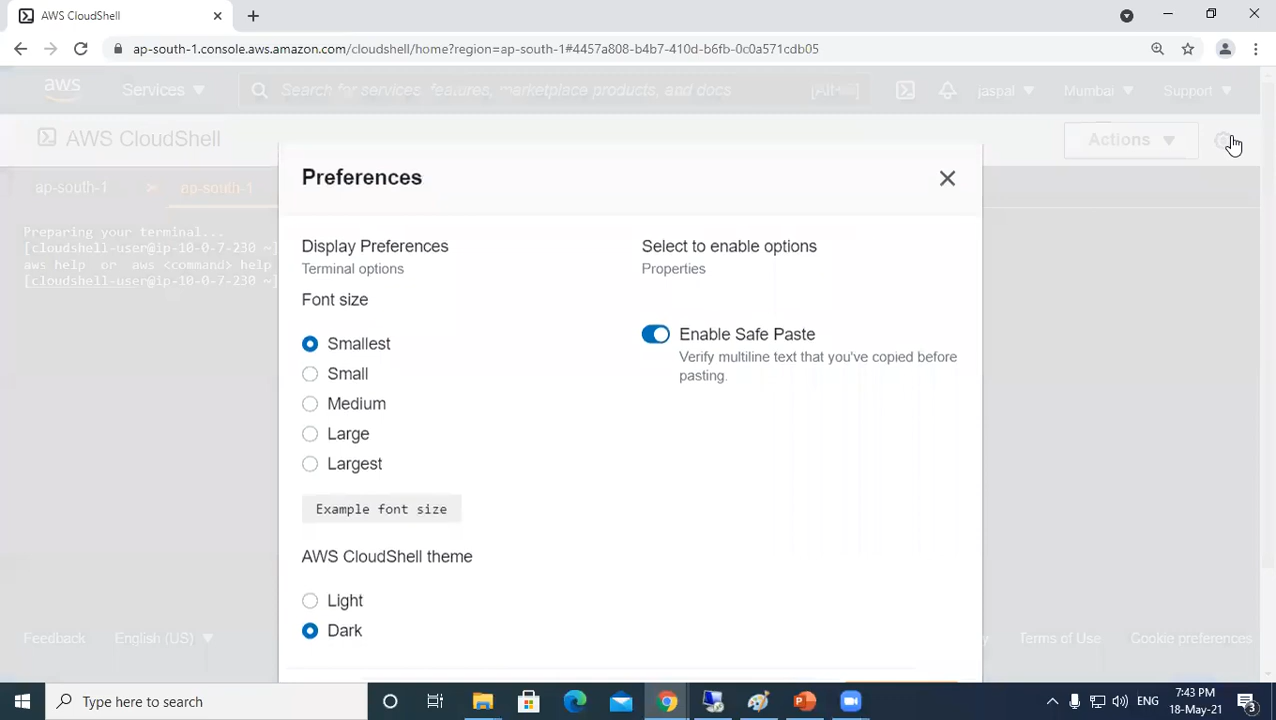 AWS CloudShell
ap-south-1.console.aws.amazon.com/cloudshell/home?region=ap-south-1#4457a808-b4b7-410d-b6fb-0c0a571cdb05
aws Services Search for services, features, marketplace products, and docs jaspal Mumbai Support
AWS CloudShell Actions
Preferences
ap-south-1 ap-south-1
Preparing your terminal...
[cloudshell-user@ip-10-0-7-230 ~]
aws help or aws <command> help
[cloudshell-user@ip-10-0-7-230 ~]
Display Preferences
Terminal options
Font size
Smallest
Small
Medium
Large
Largest
Example font size
AWS CloudShell theme
Light
Dark
Select to enable options
Properties
Enable Safe Paste
Verify multiline text that you've copied before
pasting.
Feedback English (US) Terms of Use Cookie preferences
Type here to search
ENG
7:43 PM
18-May-21
3